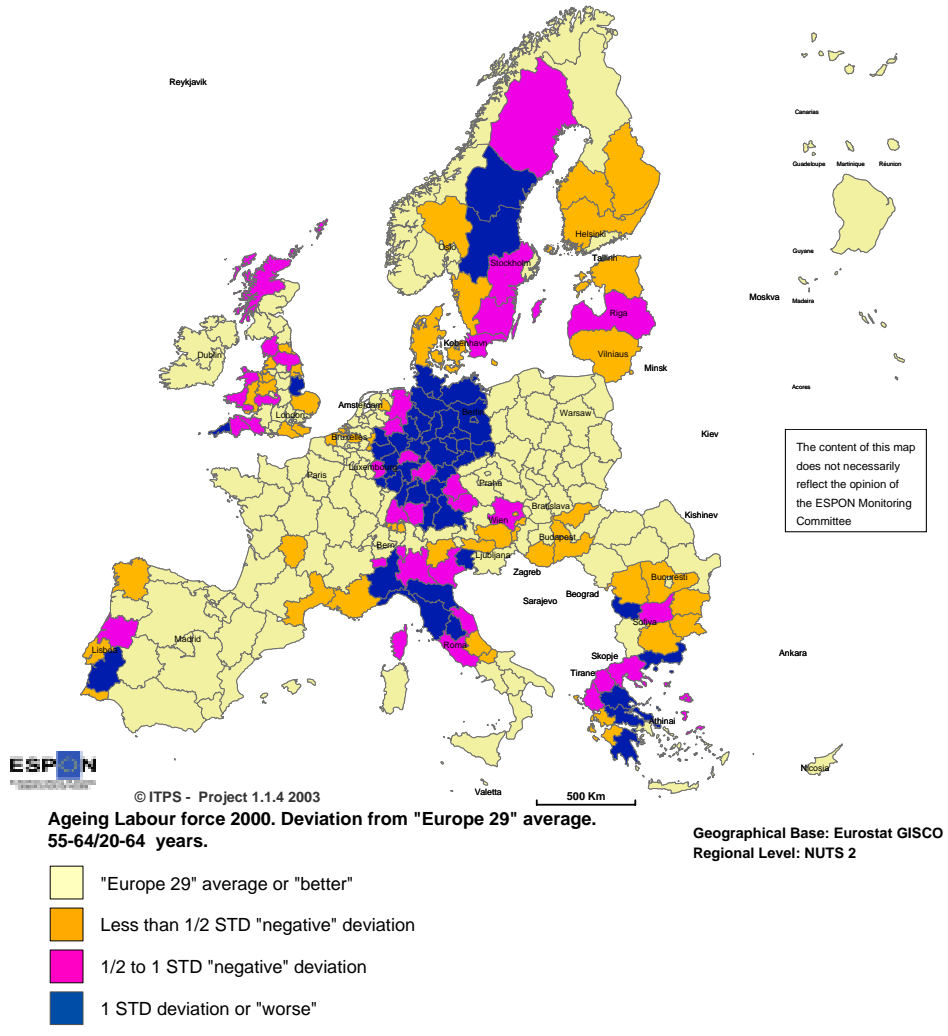 Reykjavik
Canarias
Guadeloupe Martinique Réunion
Oslo
Helsinki
Guyana
Stockholm
Tallinn
Moskva
Madeira
Riga
København
Dublin
Vilniaus
Minsk
Acores
London
Amsterdam
Berlin
Warsaw
Bruxelles
Kiev
The content of this map
does not necessarily
reflect the opinion of
the ESPON Monitoring
Committee
Luxembourg
Paris
Praha
Bratislava
Wien
Kishinev
Budapest
Bern
Ljubljana
Zagreb
Bucuresti
Beograd
Sarajevo
Sofiya
Madrid
Lisboa
Roma
Skopje
Ankara
Tirane
Athinai
ESPON
Nicosia
Valetta
© ITPS - Project 1.1.4 2003
500 Km
Ageing Labour force 2000. Deviation from "Europe 29" average.
55-64/20-64 years.
Geographical Base: Eurostat GISCO
Regional Level: NUTS 2
"Europe 29" average or "better"
Less than 1/2 STD "negative" deviation
1/2 to 1 STD "negative" deviation
1 STD deviation or "worse"